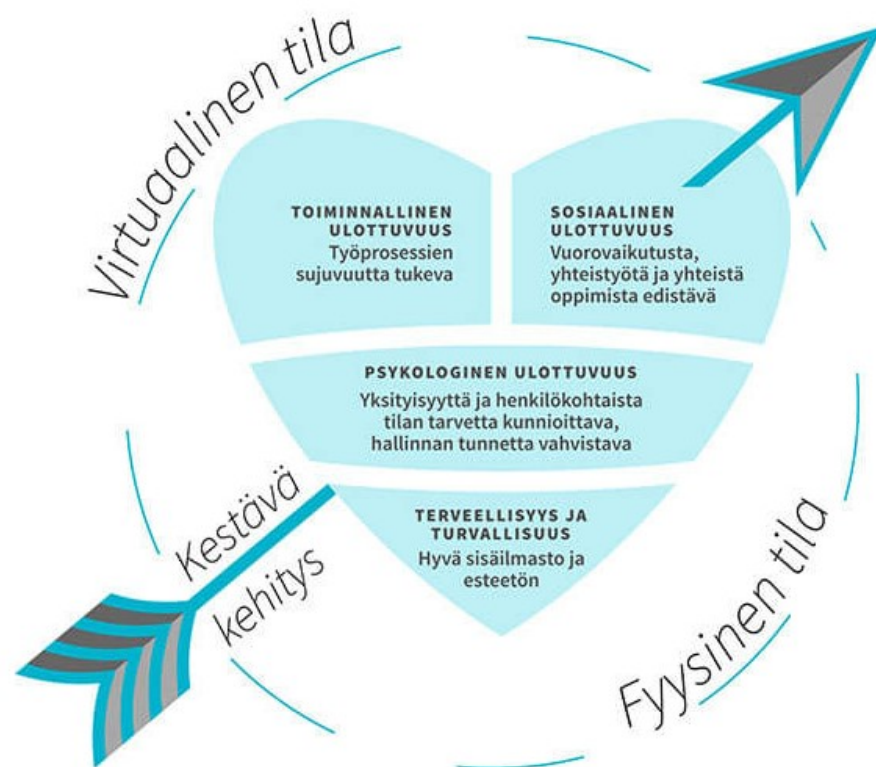 Virtuaalinen tila
TOIMINNALLINEN
ULOTTUVUUS
Työprosessien
sujuvuutta tukeva
SOSIAALINEN
ULOTTUVUUS
Vuorovaikutusta,
yhteistyötä ja yhteistä
oppimista edistävä
PSYKOLOGINEN ULOTTUVUUS
Yksityisyyttä ja henkilökohtaista
tilan tarvetta kunnioittava,
hallinnan tunnetta vahvistava
TERVEELLISYYS JA
TURVALLISUUS
Hyvä sisäilmasto ja
esteetön
Kestävä
kehitys
Fyysinen tila